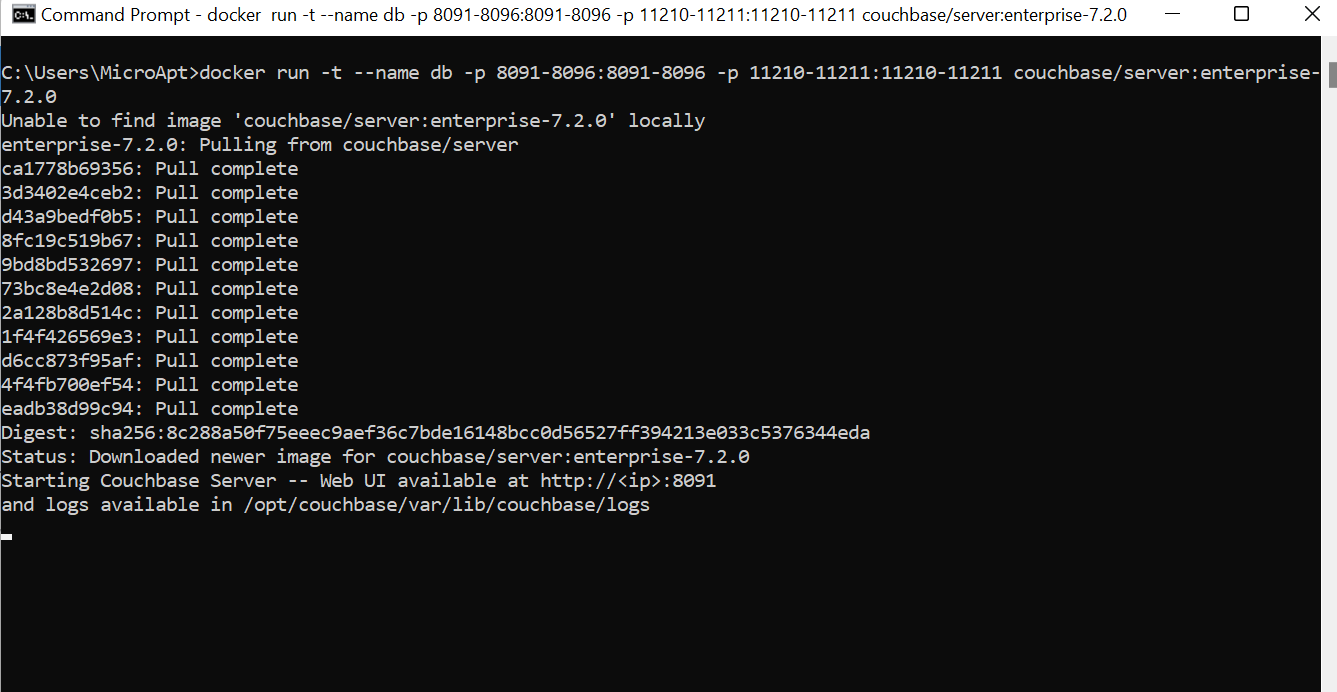 Command Prompt - docker  run -t --name db -p 8091-8096:8091-8096 -p 11210-11211:11210-11211 couchbase/server:enterprise-7.2.0
C:\Users\MicroApt>docker run -t --name db -p 8091-8096:8091-8096 -p 11210-11211:11210-11211 couchbase/server:enterprise-
7.2.0
Unable to find image 'couchbase/server:enterprise-7.2.0' locally
enterprise-7.2.0: Pulling from couchbase/server
ca1778b69356: Pull complete
3d3402e4ceb2: Pull complete
d43a9bedf0b5: Pull complete
8fc19c519b67: Pull complete
9bd8bd532697: Pull complete
73bc8e4e2d08: Pull complete
2a128b8d514c: Pull complete
1f4f426569e3: Pull complete
d6cc873f95af: Pull complete
4f4fb700ef54: Pull complete
eadb38d99c94: Pull complete
Digest: sha256:8c288a50f75eeec9aef36c7bde16148bcc0d56527ff394213e033c5376344eda
Status: Downloaded newer image for couchbase/server:enterprise-7.2.0
Starting Couchbase Server -- Web UI available at http://<ip>:8091
and logs available in /opt/couchbase/var/lib/couchbase/logs